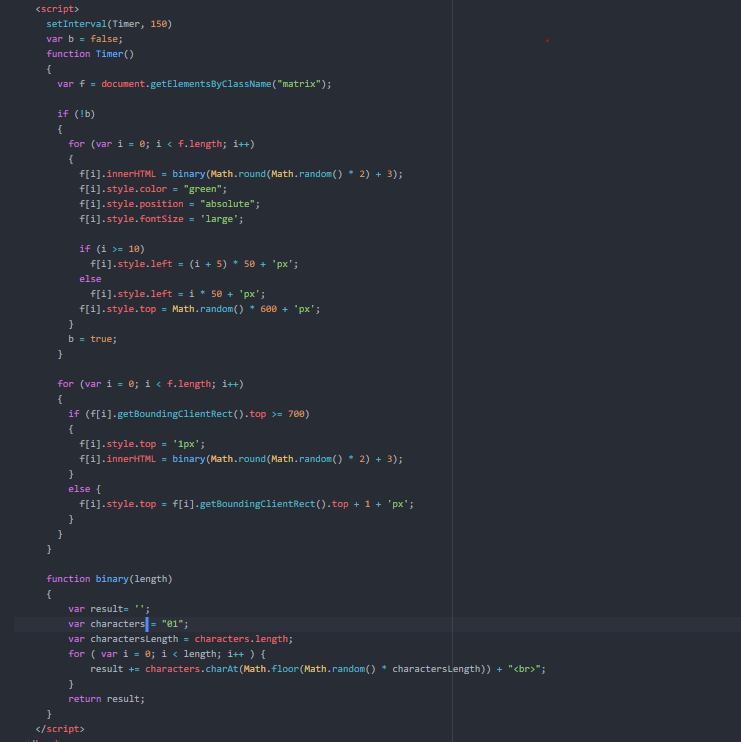 <script>
setInterval(Timer, 150)
var b = false;
function Timer()
{
var f = document.getElementsByClassName("matrix");
if (!b)
{
for (var i = 0; i < f.length; i++)
{
f[i].innerHTML = binary(Math.round(Math.random() * 2) + 3);
f[i].style.color = "green";
f[i].style.position = "absolute";
f[i].style.fontSize = 'large';
if (i >= 10)
f[i].style.left = (i + 5) * 50 + 'px';
else
f[i].style.left = i * 50 + 'px';
f[i].style.top = Math.random() * 600 + 'px';
}
b = true;
}
for (var i = 0; i < f.length; i++)
{
if (f[i].getBoundingClientRect().top >= 700)
{
f[i].style.top = '1px';
f[i].innerHTML = binary(Math.round(Math.random() * 2) + 3);
}
else {
f[i].style.top = f[i].getBoundingClientRect().top + 1 + 'px';
}
}
}
function binary(length)
{
var result= '';
var characters = "01";
var charactersLength = characters.length;
for ( var i = 0; i < length; i++ ) {
result += characters.charAt(Math.floor(Math.random() * charactersLength)) + "<br>";
}
return result;
}
</script>